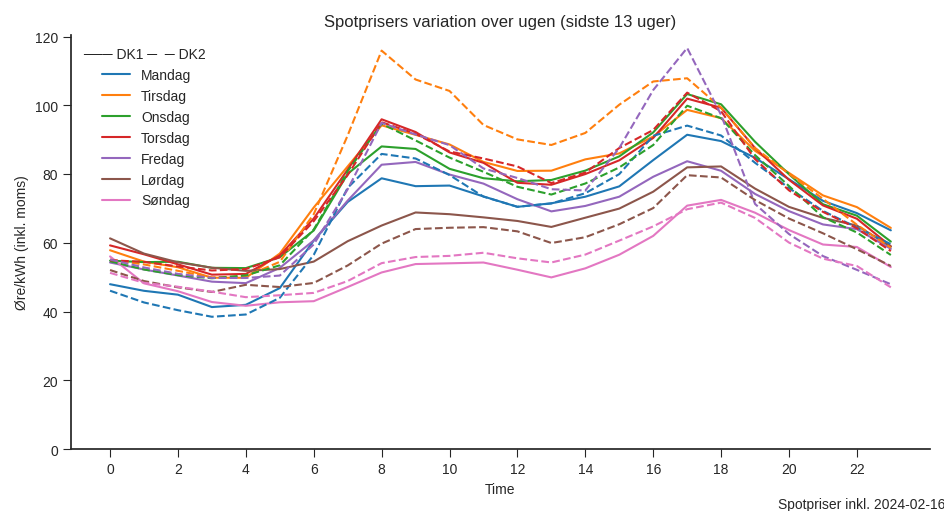 Spotprisers variation over ugen (sidste 13 uger)
Øre/kWh (inkl. moms)
120
100
80
60
40
20
0
DK1 DK2
Mandag
Tirsdag
Onsdag
Torsdag
Fredag
Lørdag
Søndag
0 2 4 6 8 10 12 14 16 18 20 22
Time
Spotpriser inkl. 2024-02-16